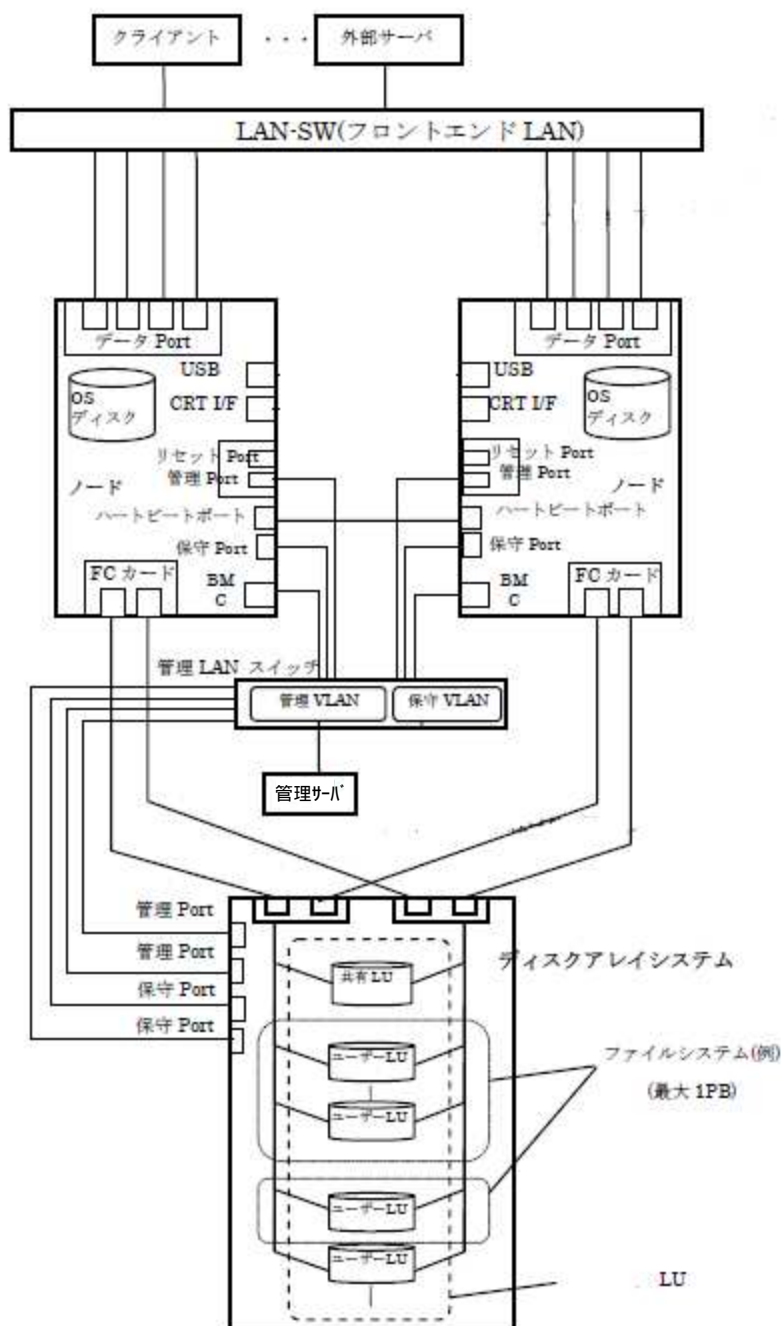 クライアント ・・・ 外部サーバ
LAN-SW(フロントエンド LAN)
データ Port
USB
OS
ディスク
CRT I/F
リセット Port
管理 Port
ノード
ハートビートポート
保守 Port
FC カード
BM
C
データ Port
USB
OS
ディスク
CRT I/F
リセット Port
管理 Port
ノード
ハートビートポート
保守 Port
FC カード
BM
C
管理 LAN スイッチ
管理 VLAN
保守 VLAN
管理サーバ
管理 Port
管理 Port
保守 Port
保守 Port
ディスクアレイシステム
共有 LU
ユーザーLU
ユーザーLU
ユーザーLU
ユーザーLU
ファイルシステム(例)
(最大 1PB)
LU